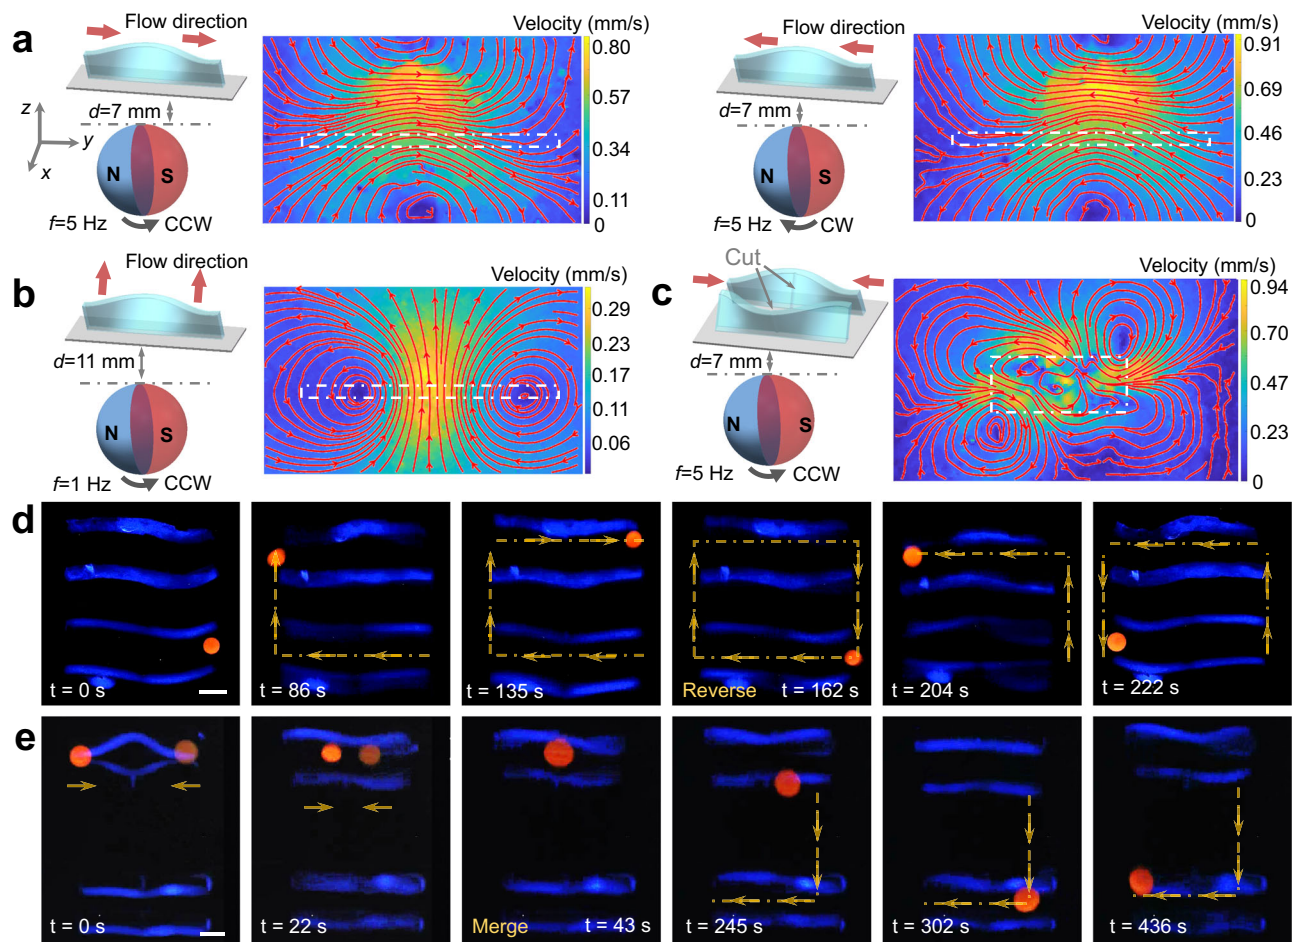 a
Flow direction
d=7 mm
z
y
x
N
S
f=5 Hz
CCW
Velocity (mm/s)
0.80
0.57
0.34
0.11
0
Flow direction
d=7 mm
N
S
f=5 Hz
CW
Velocity (mm/s)
0.91
0.69
0.46
0.23
0
b
Flow direction
d=11 mm
N
S
f=1 Hz
CCW
Velocity (mm/s)
0.29
0.23
0.17
0.11
0.06
c
Cut
d=7 mm
N
S
f=5 Hz
CCW
Velocity (mm/s)
0.94
0.70
0.47
0.23
0
d
t = 0 s
t = 86 s
t = 135 s
Reverse
t = 162 s
t = 204 s
t = 222 s
e
t = 0 s
t = 22 s
Merge
t = 43 s
t = 245 s
t = 302 s
t = 436 s